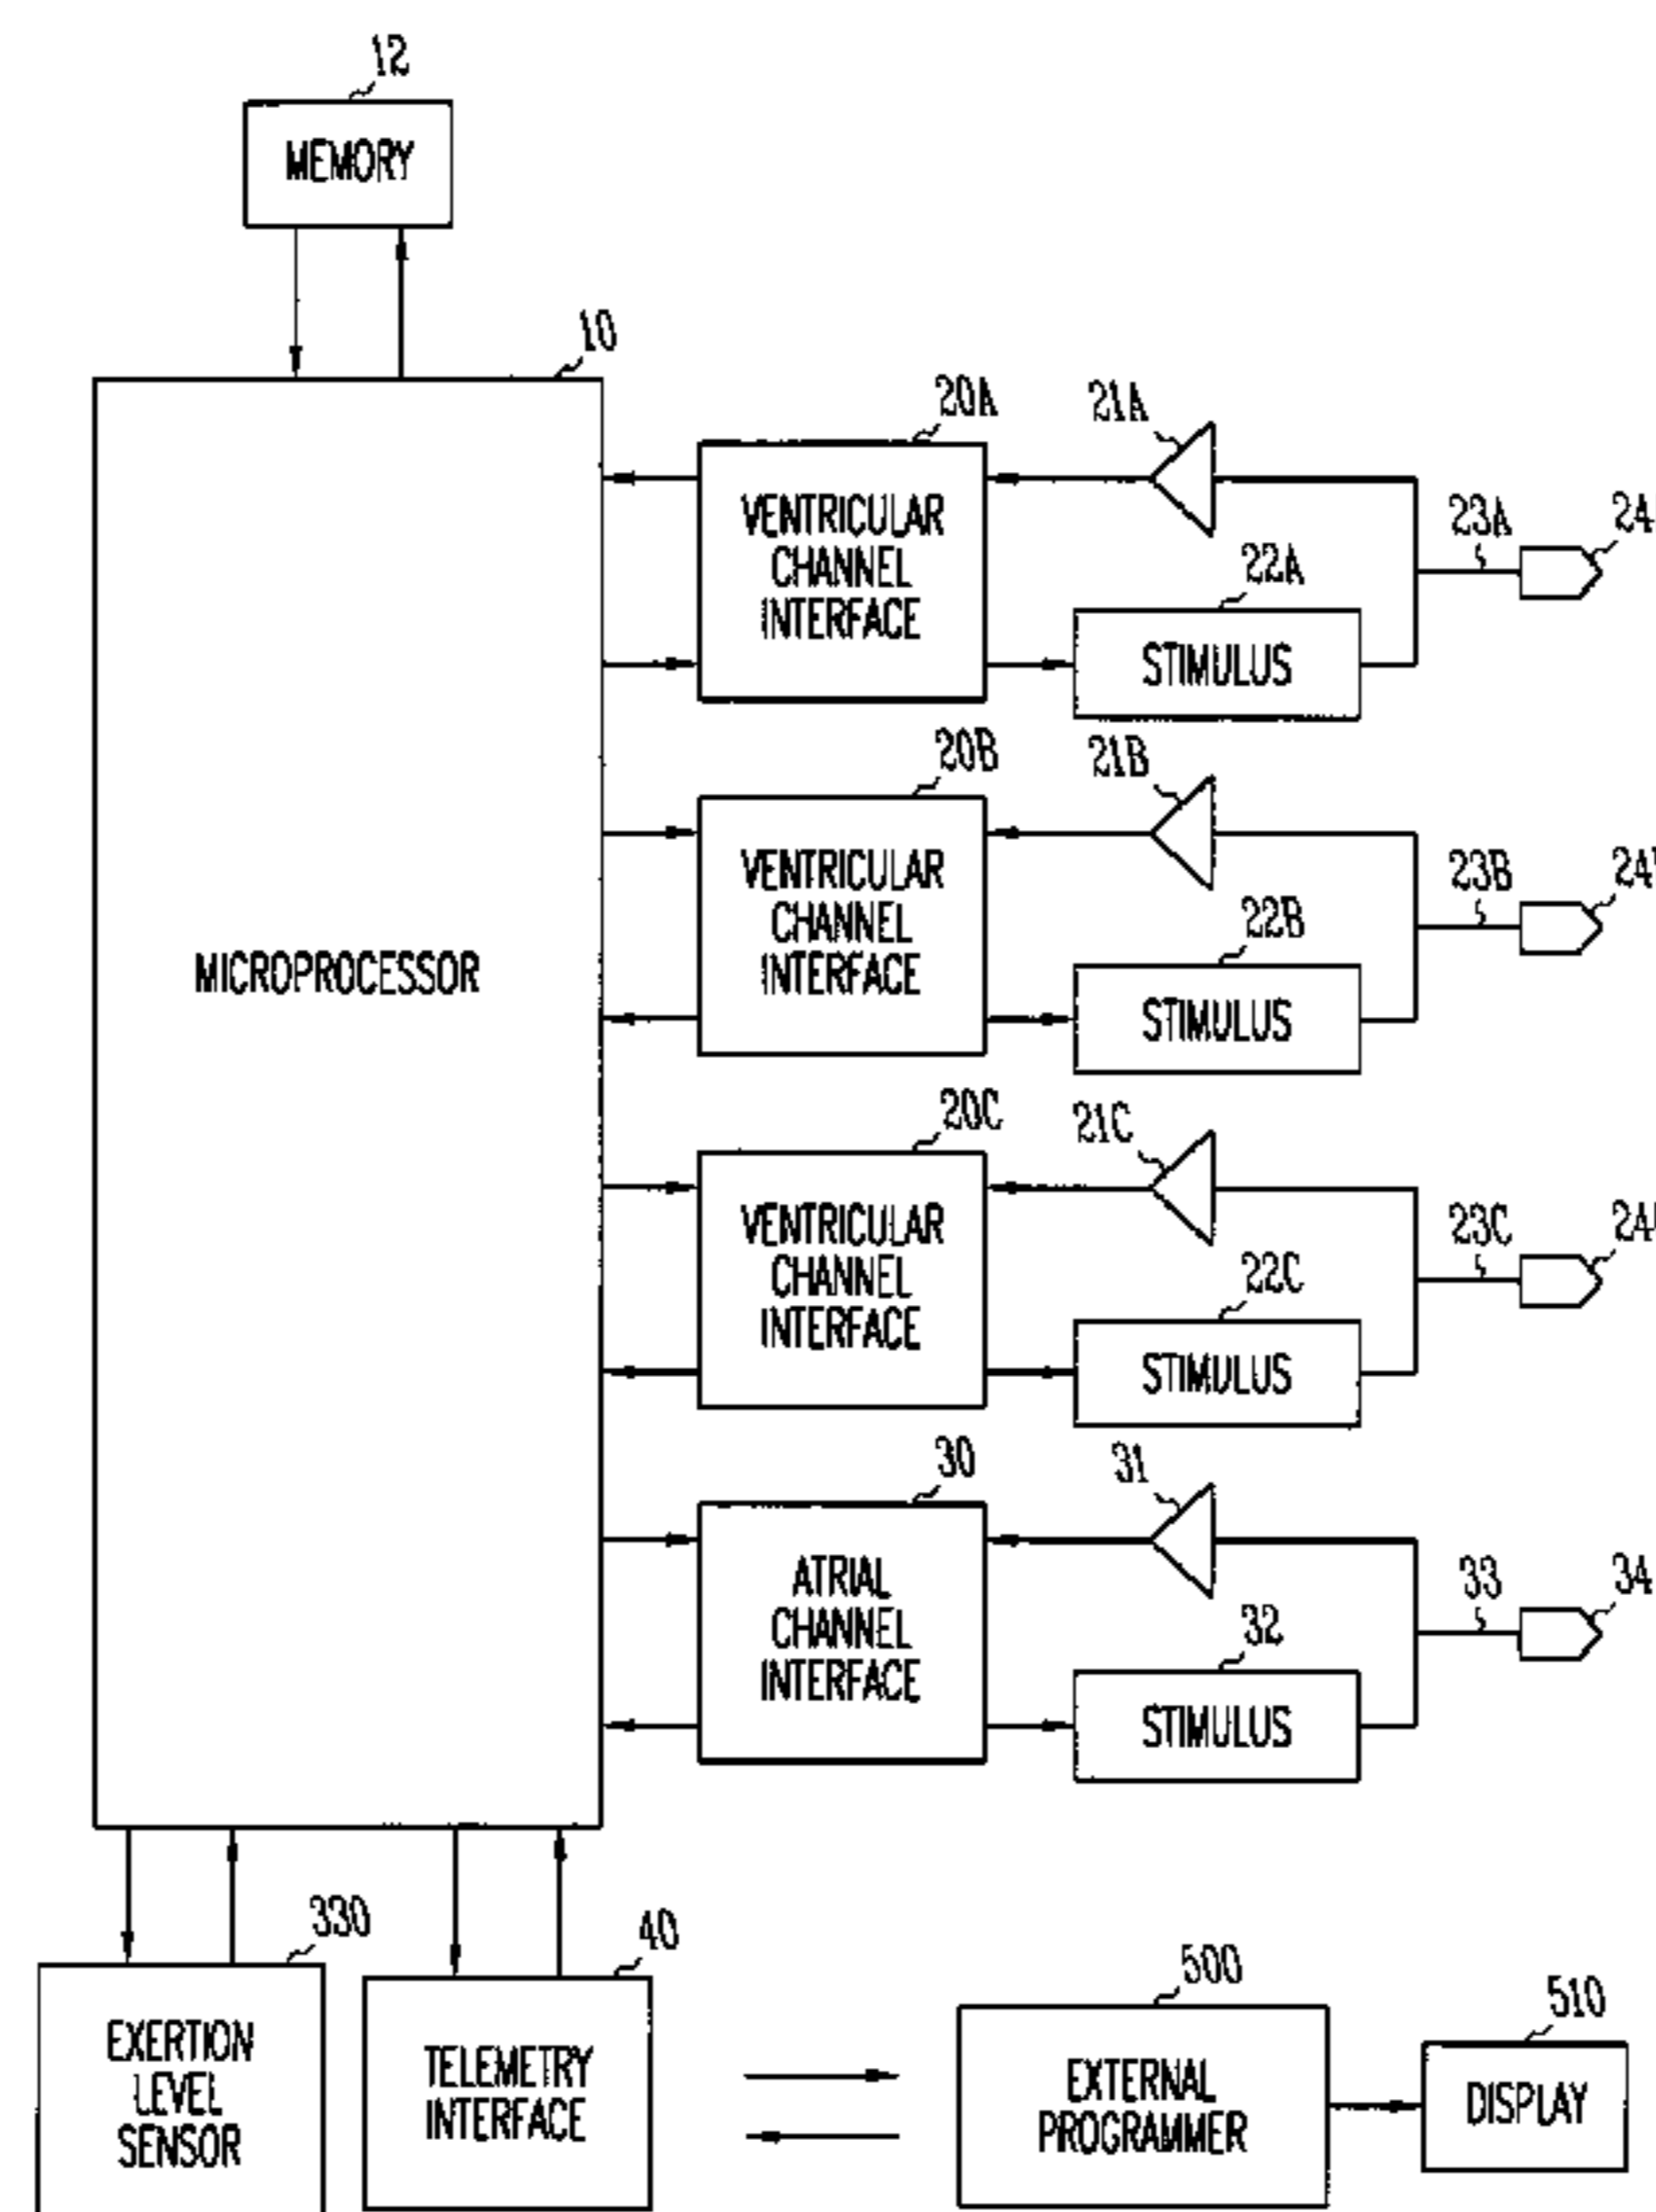 12
MEMORY
10
MICROPROCESSOR
20A
VENTRICULAR
CHANNEL
INTERFACE
21A
22A
STIMULUS
23A
20B
VENTRICULAR
CHANNEL
INTERFACE
21B
22B
STIMULUS
23B
20C
VENTRICULAR
CHANNEL
INTERFACE
21C
22C
STIMULUS
23C
30
ATRIAL
CHANNEL
INTERFACE
31
32
STIMULUS
33
34
330
EXERTION
LEVEL
SENSOR
40
TELEMETRY
INTERFACE
500
EXTERNAL
PROGRAMMER
510
DISPLAY